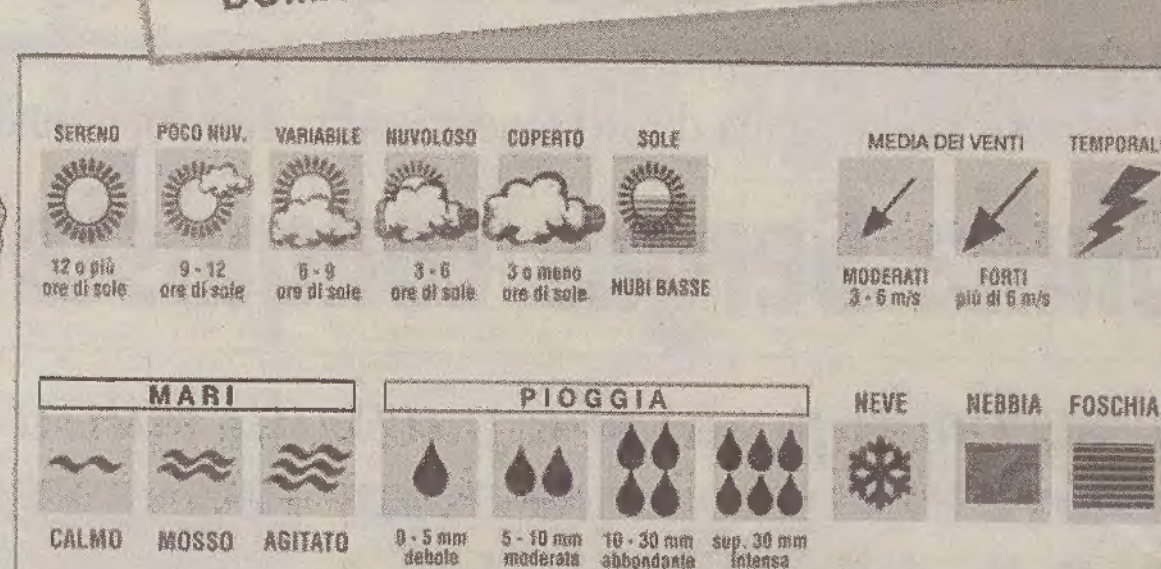 SERENO POCO NUV. VARIABILE NUVOLOSO COPERTO SOLE MEDIA DEI VENTI
12 o più 9 - 12 6 - 9 3 - 6 3 o meno NUBI BASSE MODERATI FORTI
ore di sole ore di sole ore di sole ore di sole ore di sole 3 - 6 m/s più di 6 m/s
MARI PIOGGIA NEVE NEBBIA FOSCHIA
CALMO MOSSO AGITATO 0 - 5 mm 5 - 10 mm 10 - 30 mm sup. 30 mm
debole moderata abbondante intensa